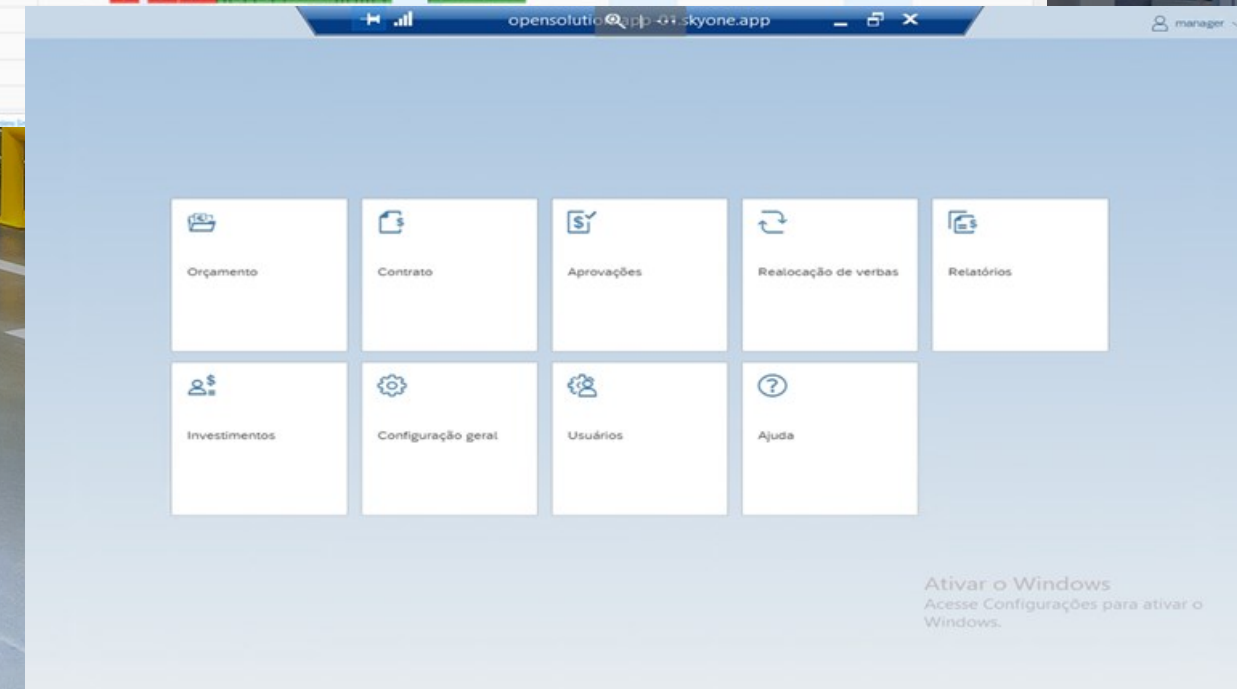 skyone.app
manager
Orçamento
Contrato
Aprovações
Realocação de verbas
Relatórios
Investimentos
Configuração geral
Usuários
Ajuda
Ativar o Windows
Acesse Configurações para ativar o
Windows.